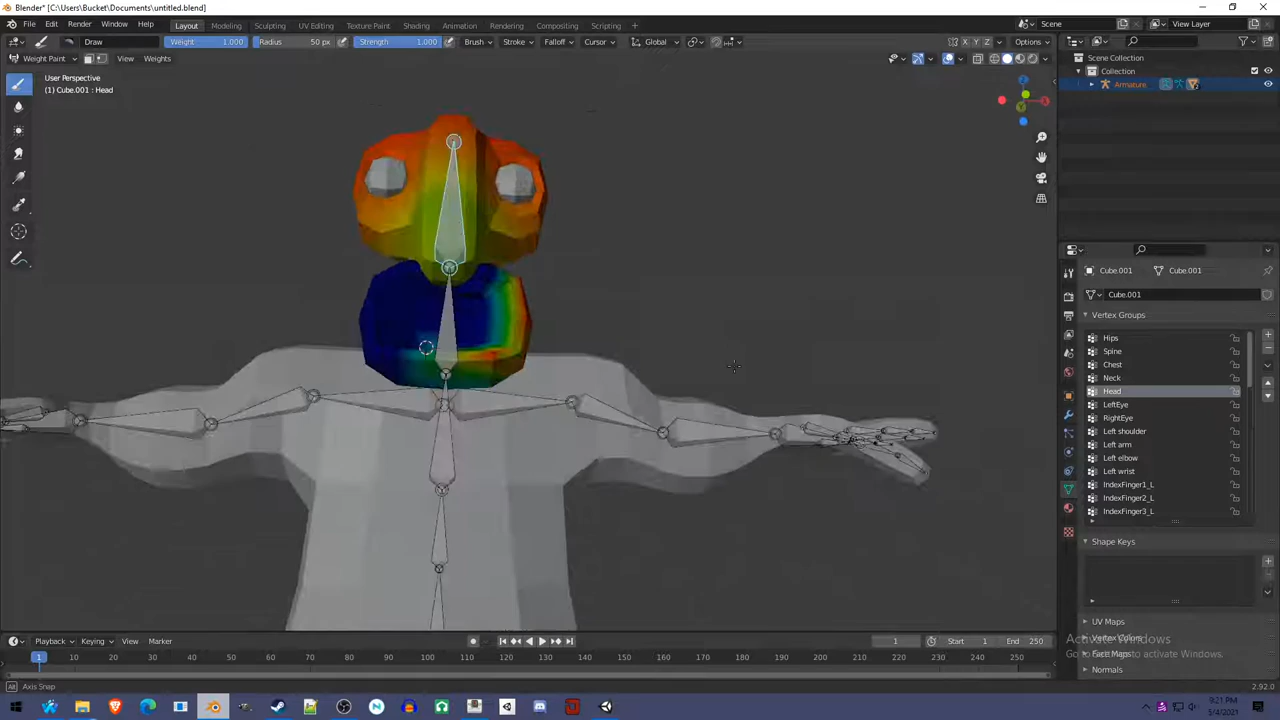 Blender* [C:\Users\Bucket\Documents\untitled.blend]
File Edit Render Window Help Layout Modeling Sculpting UV Editing Texture Paint Shading Animation Rendering Compositing Scripting + Scene View Layer
Draw Weight 1.000 Radius 50 px Strength 1.000 Brush Stroke Falloff Cursor Global X Y Z Options
Weight Paint View Weights
User Perspective
(1) Cube.001 : Head
Scene Collection
Collection
Armature
Cube.001 Cube.001
Cube.001
Vertex Groups
Hips
Spine
Chest
Neck
Head
LeftEye
RightEye
Left shoulder
Left arm
Left elbow
Left wrist
IndexFinger1_L
IndexFinger2_L
IndexFinger3_L
Shape Keys
UV Maps
Vertex Colors
Face Maps
Normals
Activate Windows
Go to Settings to activate Windows.
Playback Keying View Marker 1 Start 1 End 250
1 10 20 30 40 50 60 70 80 90 100 110 120 130 140 150 160 170 180 190 200 210 220 230 240 250
Axis Snap 2.92.0
9:21 PM
5/4/2021